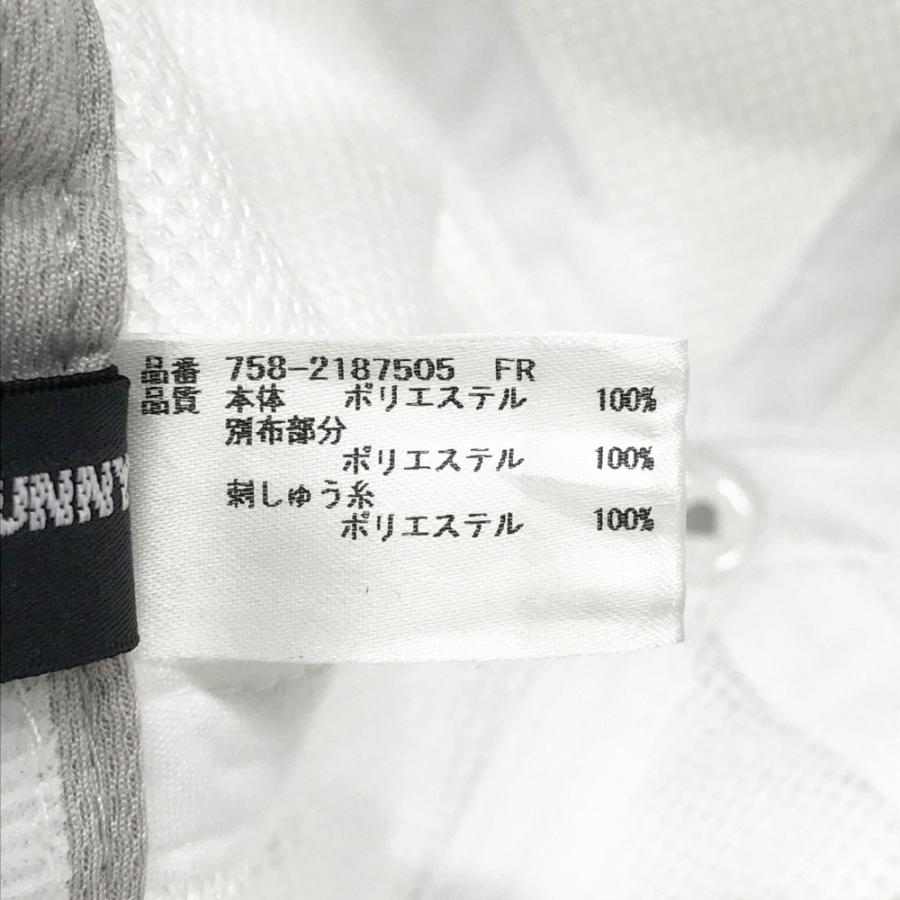 品番 758-2187505 FR
品質 本体 ポリエステル 100%
別布部分
ポリエステル 100%
刺しゅう糸
ポリエステル 100%